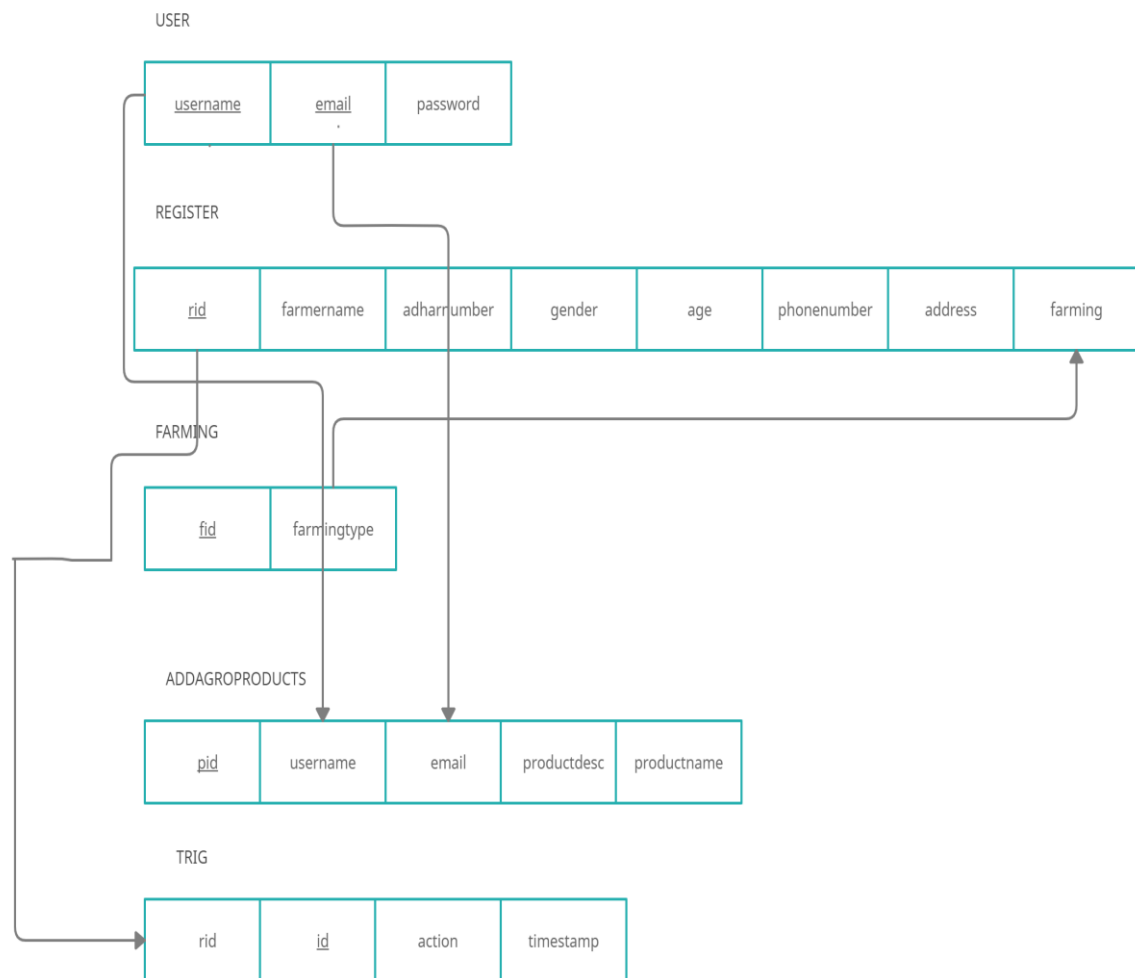 USER
username email password
REGISTER
rid farmername adharnumber gender age phonenumber address farming
FARMING
fid farmingtype
ADDAGROPRODUCTS
pid username email productdesc productname
TRIG
rid id action timestamp